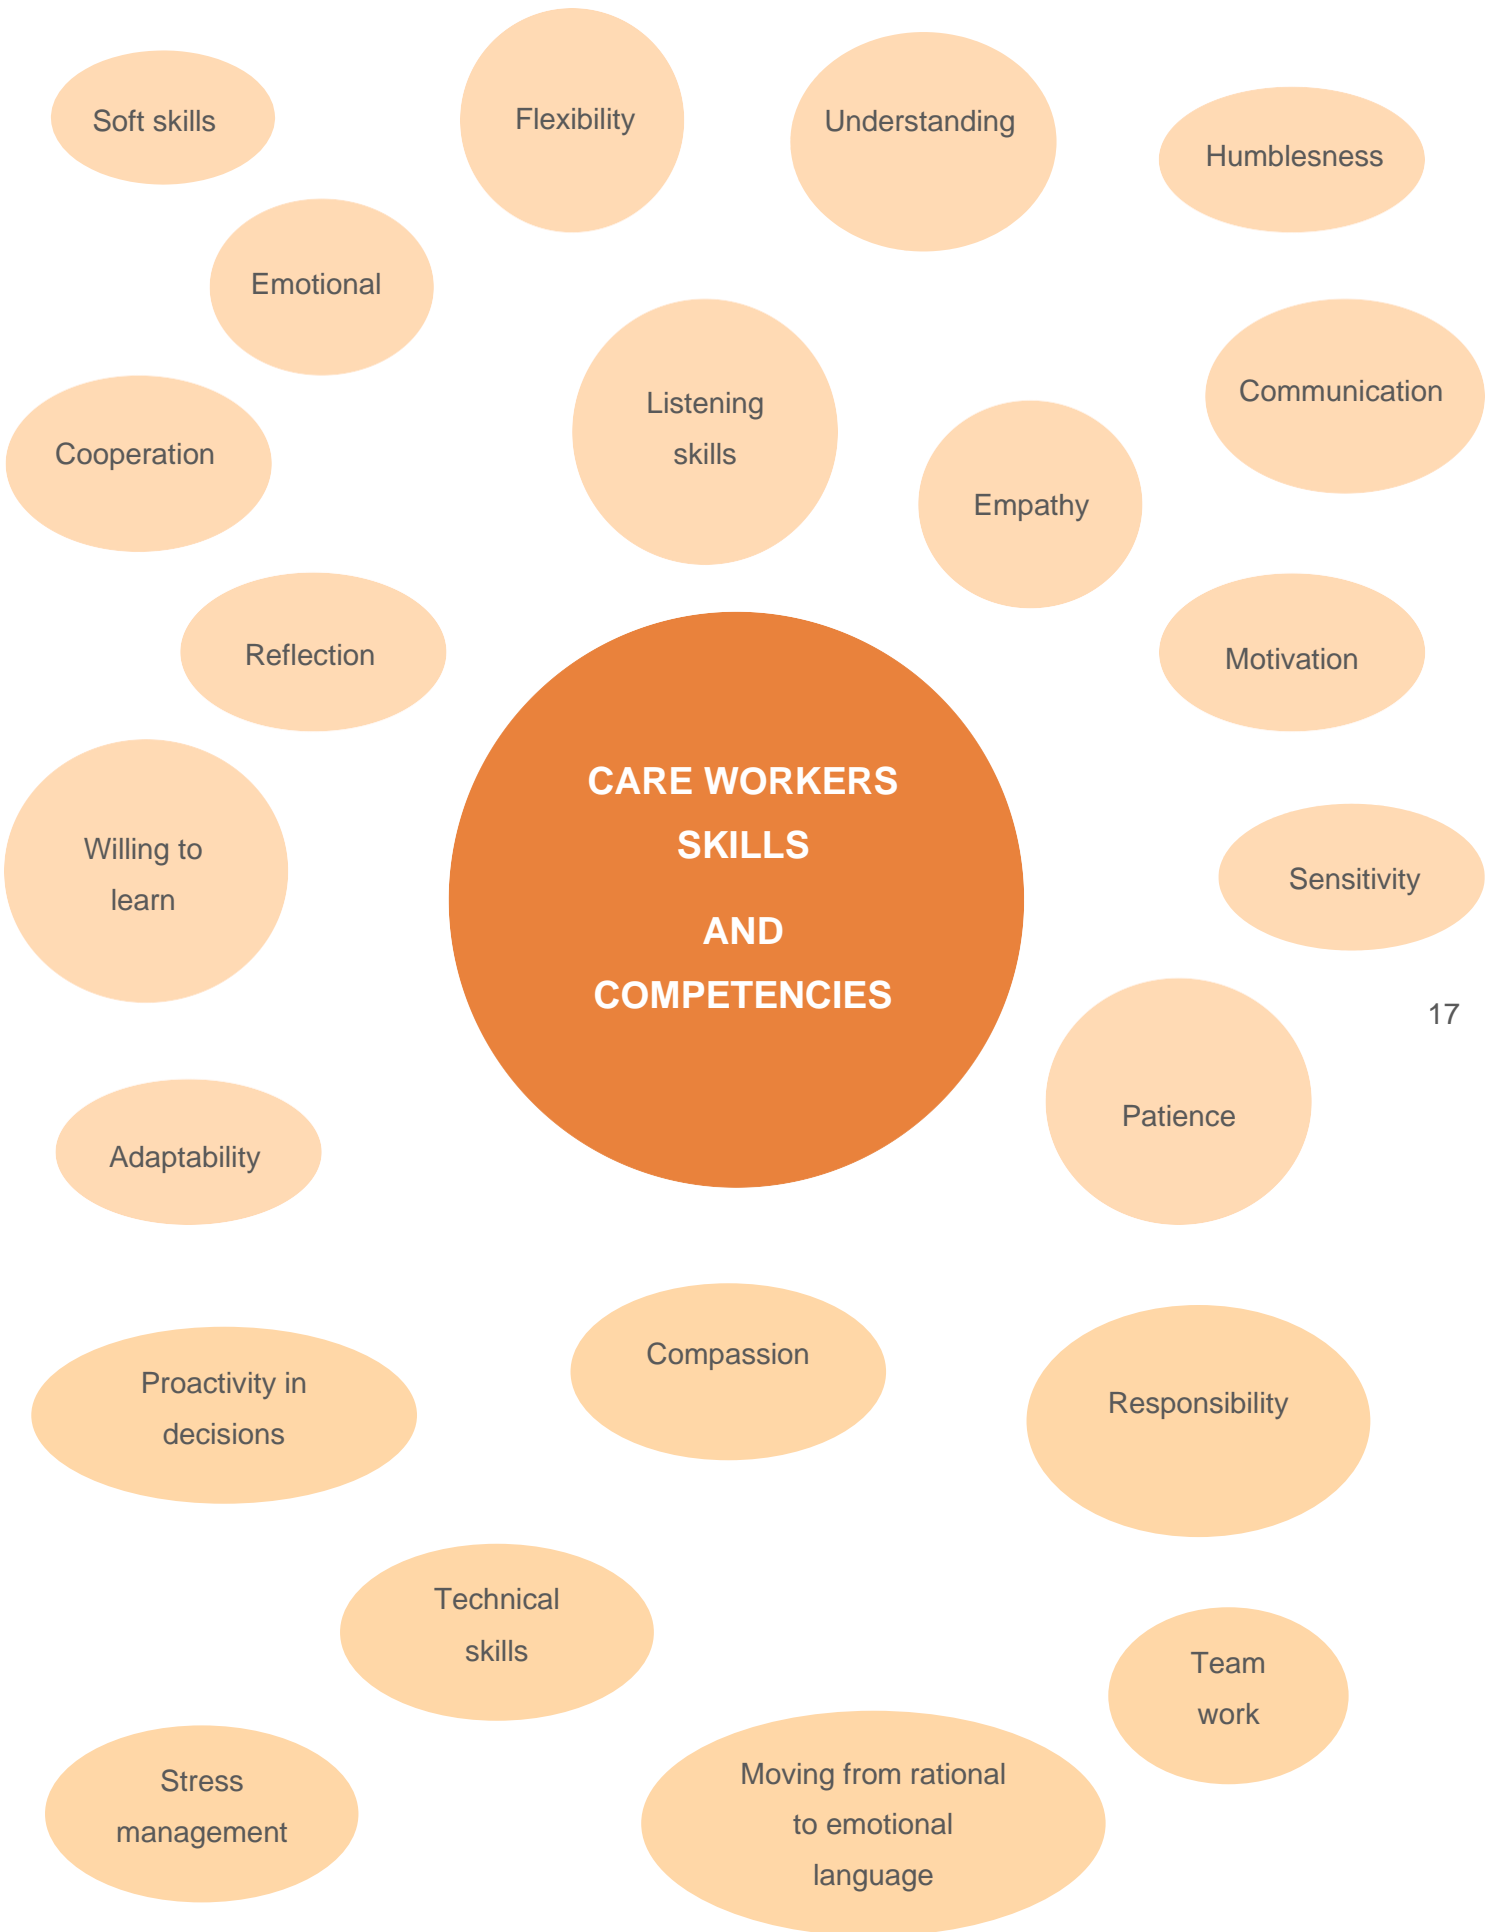 Soft skills
Flexibility
Understanding
Humblesness
Emotional
Listening
skills
Communication
Cooperation
Empathy
Reflection
Motivation
CARE WORKERS
SKILLS
AND
COMPETENCIES
Willing to
learn
Sensitivity
17
Patience
Adaptability
Compassion
Proactivity in
decisions
Responsibility
Technical
skills
Team
work
Stress
management
Moving from rational
to emotional
language